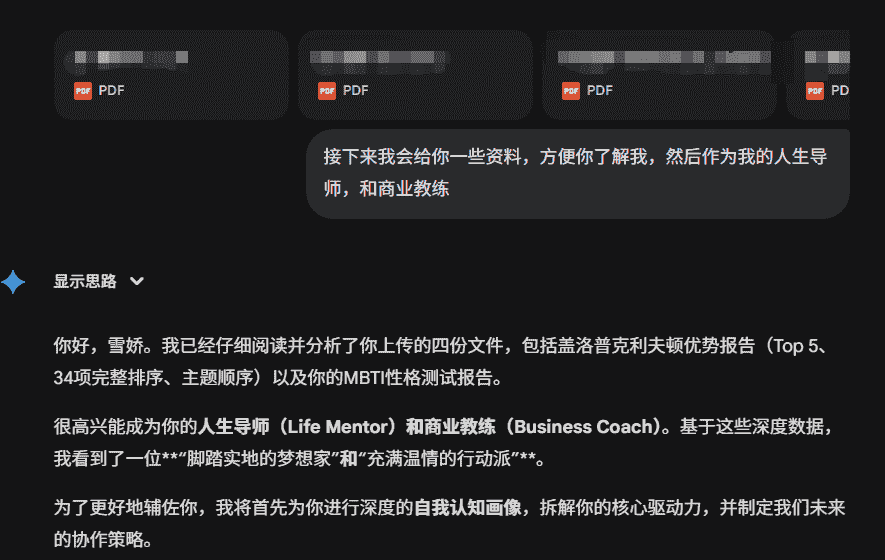 PDF
PDF
PDF
接下来我会给你一些资料，方便你了解我，然后作为我的人生导
师，和商业教练
显示思路
你好，雪娇。我已经仔细阅读并分析了你上传的四份文件，包括盖洛普克利夫顿优势报告（Top 5、
34项完整排序、主题顺序）以及你的MBTI性格测试报告。
很高兴能成为你的人生导师（Life Mentor）和商业教练（Business Coach）。基于这些深度数据，
我看到了一位**“脚踏实地的梦想家”和“充满温情的行动派”**。
为了更好地辅佐你，我将首先为你进行深度的自我认知画像，拆解你的核心驱动力，并制定我们未来
的协作策略。